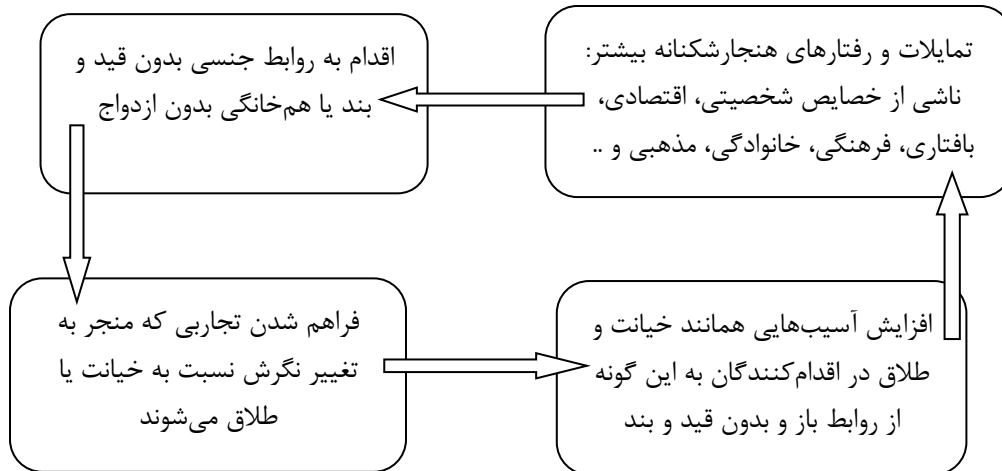 تمایلات و رفتارهای هنجارشکنانه بیشتر:
ناشی از خصایص شخصیتی، اقتصادی،
بافتاری، فرهنگی، خانوادگی، مذهبی و ..
اقدام به روابط جنسی بدون قید و
بند یا هم‌خانگی بدون ازدواج
فراهم شدن تجاربی که منجر به
تغییر نگرش نسبت به خیانت یا
طلاق می‌شوند
افزایش آسیب‌هایی همانند خیانت و
طلاق در اقدام‌کنندگان به این گونه
از روابط باز و بدون قید و بند